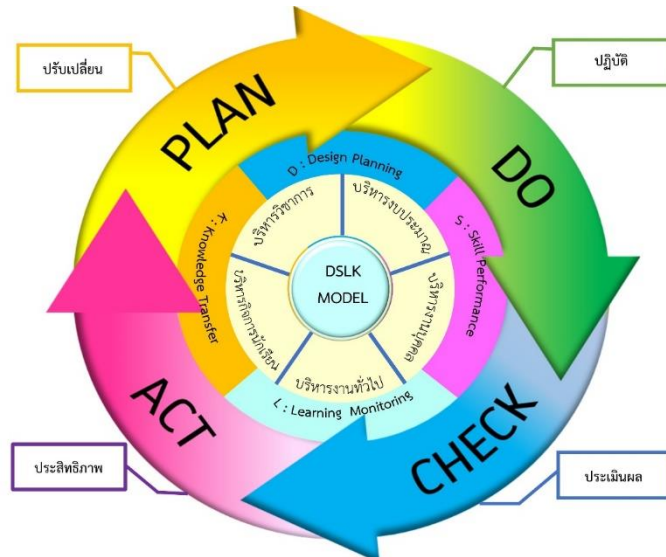 ปรับเปลี่ยน
ปฏิบัติ
PLAN
DO
D : Design Planning
K : Knowledge Transfer
S : Skill Performance
บริหารวิชาการ
บริหารงบประมาณ
DSLK
MODEL
บริหารกิจการนักเรียน
บริหารงานบุคคล
บริหารงานทั่วไป
L : Learning Monitoring
ACT
CHECK
ประสิทธิภาพ
ประเมินผล